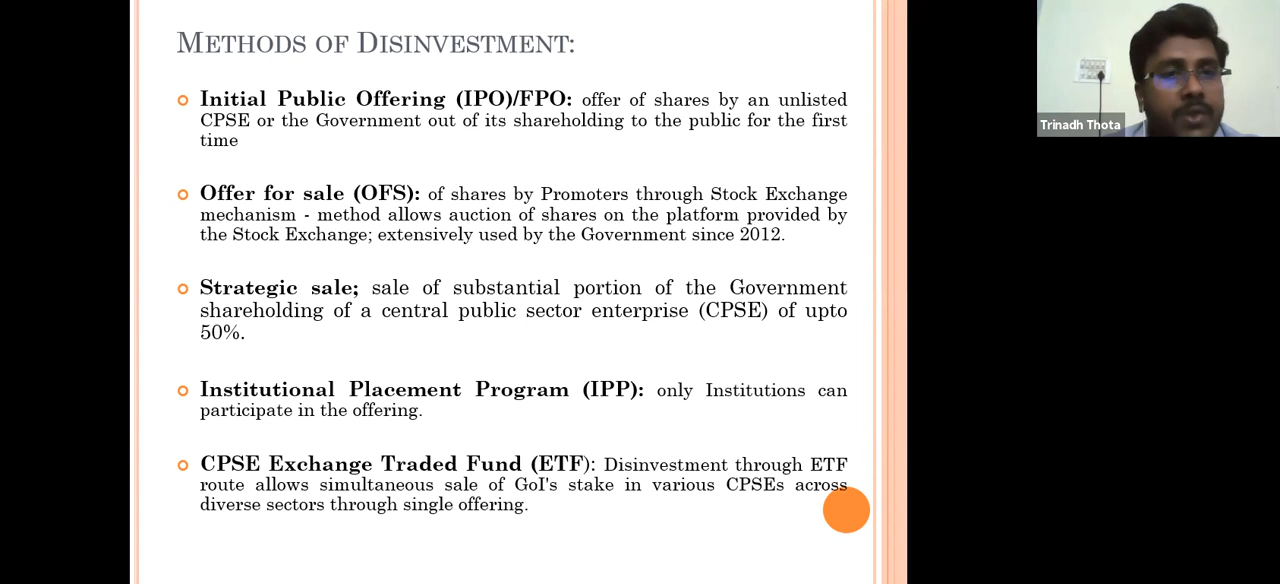 METHODS OF DISINVESTMENT:
Initial Public Offering (IPO)/FPO: offer of shares by an unlisted
CPSE or the Government out of its shareholding to the public for the first
time
Offer for sale (OFS): of shares by Promoters through Stock Exchange
mechanism - method allows auction of shares on the platform provided by
the Stock Exchange; extensively used by the Government since 2012.
Strategic sale; sale of substantial portion of the Government
shareholding of a central public sector enterprise (CPSE) of upto
50%.
Institutional Placement Program (IPP): only Institutions can
participate in the offering.
CPSE Exchange Traded Fund (ETF): Disinvestment through ETF
route allows simultaneous sale of GoI's stake in various CPSEs across
diverse sectors through single offering.
Trinadh Thota